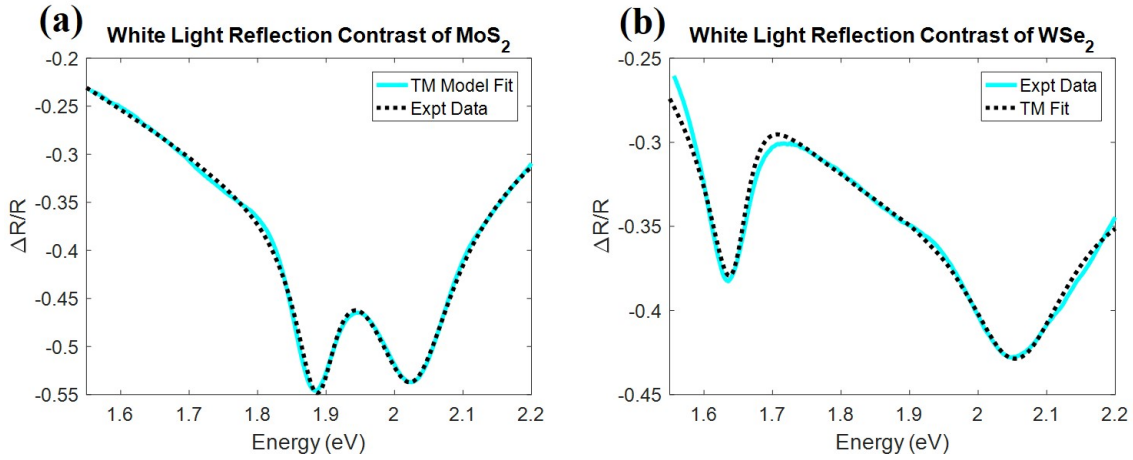 (a)
White Light Reflection Contrast of MoS2
-0.2
-0.25
-0.3
-0.35
-0.4
-0.45
-0.5
-0.55
ΔR/R
TM Model Fit
Expt Data
1.6
1.7
1.8
1.9
2
2.1
2.2
Energy (eV)
(b)
White Light Reflection Contrast of WSe2
-0.25
-0.3
-0.35
-0.4
-0.45
ΔR/R
Expt Data
TM Fit
1.6
1.7
1.8
1.9
2
2.1
2.2
Energy (eV)